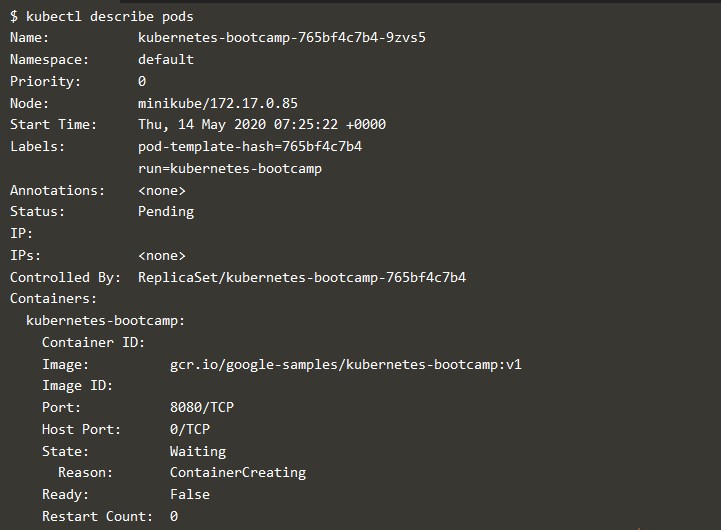 $ kubectl describe pods
Name:           kubernetes-bootcamp-765bf4c7b4-9zvs5
Namespace:      default
Priority:       0
Node:           minikube/172.17.0.85
Start Time:     Thu, 14 May 2020 07:25:22 +0000
Labels:         pod-template-hash=765bf4c7b4
                run=kubernetes-bootcamp
Annotations:    <none>
Status:         Pending
IP:
IPs:            <none>
Controlled By:  ReplicaSet/kubernetes-bootcamp-765bf4c7b4
Containers:
  kubernetes-bootcamp:
    Container ID:
    Image:          gcr.io/google-samples/kubernetes-bootcamp:v1
    Image ID:
    Port:           8080/TCP
    Host Port:      0/TCP
    State:          Waiting
      Reason:       ContainerCreating
    Ready:          False
    Restart Count:  0